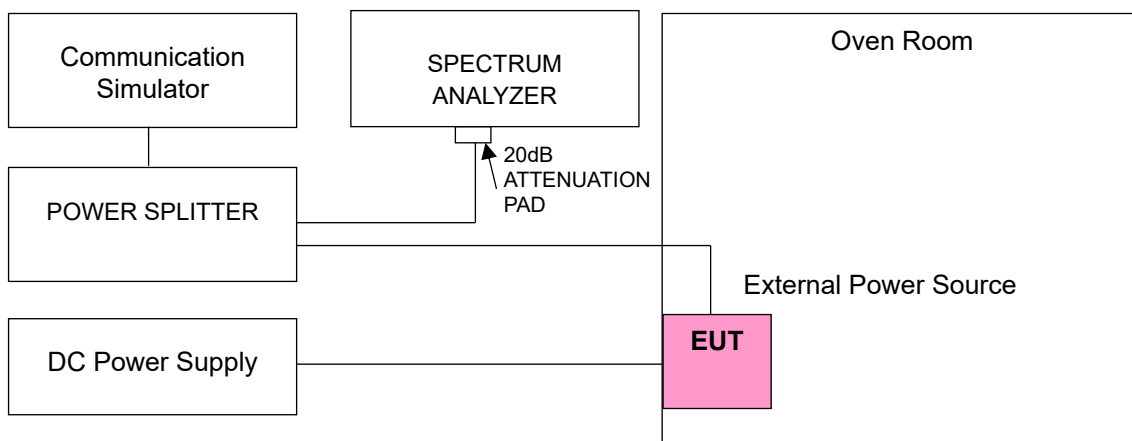 Communication
Simulator
SPECTRUM
ANALYZER
Oven Room
20dB
ATTENUATION
PAD
POWER SPLITTER
External Power Source
EUT
DC Power Supply